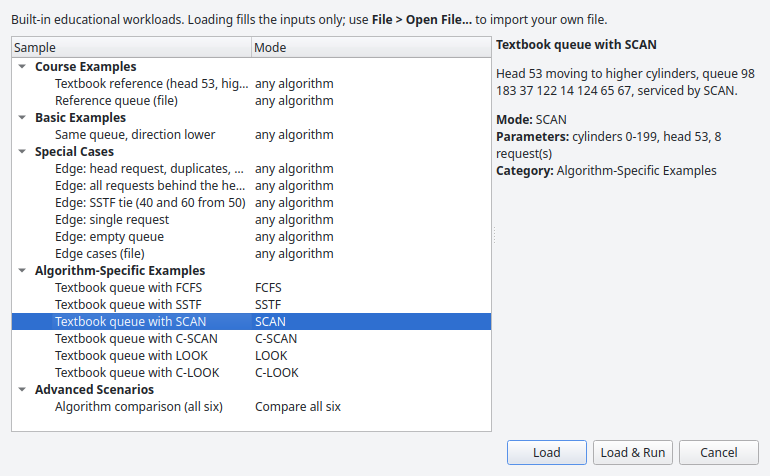 Built-in educational workloads. Loading fills the inputs only; use File > Open File... to import your own file.
Sample Mode
Course Examples
Textbook reference (head 53, hig... any algorithm
Reference queue (file) any algorithm
Basic Examples
Same queue, direction lower any algorithm
Special Cases
Edge: head request, duplicates, ... any algorithm
Edge: all requests behind the he... any algorithm
Edge: SSTF tie (40 and 60 from 50) any algorithm
Edge: single request any algorithm
Edge: empty queue any algorithm
Edge cases (file) any algorithm
Algorithm-Specific Examples
Textbook queue with FCFS FCFS
Textbook queue with SSTF SSTF
Textbook queue with SCAN SCAN
Textbook queue with C-SCAN C-SCAN
Textbook queue with LOOK LOOK
Textbook queue with C-LOOK C-LOOK
Advanced Scenarios
Algorithm comparison (all six) Compare all six
Textbook queue with SCAN
Head 53 moving to higher cylinders, queue 98
183 37 122 14 124 65 67, serviced by SCAN.
Mode: SCAN
Parameters: cylinders 0-199, head 53, 8
request(s)
Category: Algorithm-Specific Examples
Load Load & Run Cancel